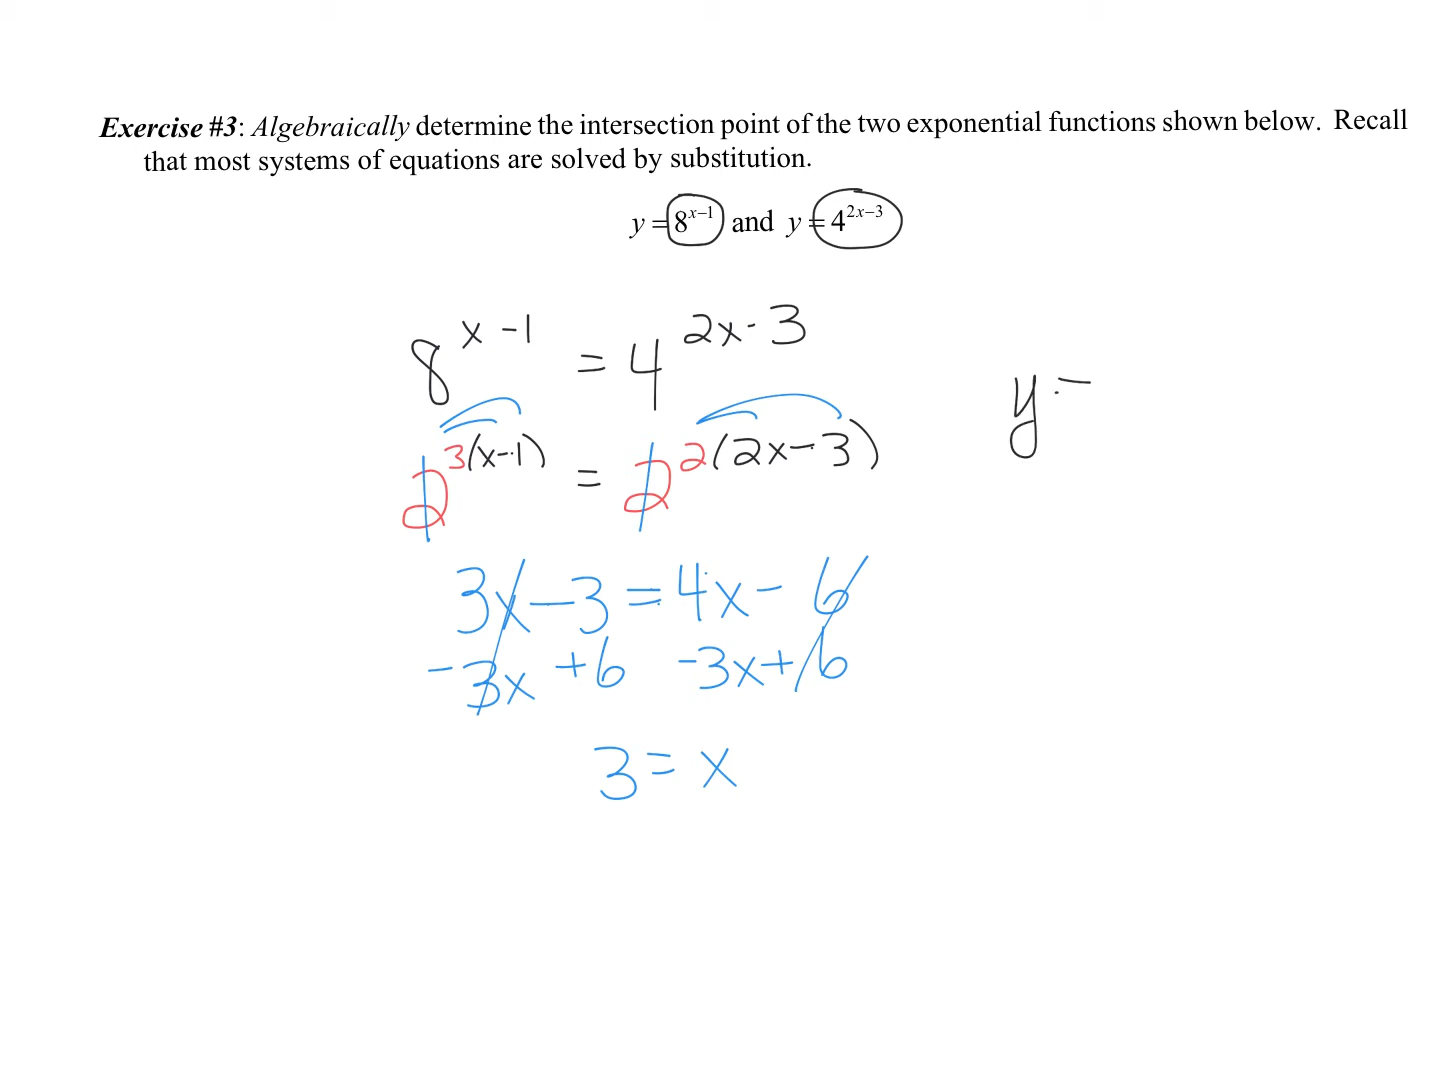 Exercise #3: Algebraically determine the intersection point of the two exponential functions shown below. Recall
that most systems of equations are solved by substitution.
y = 8^{x−1} and y = 4^{2x−3}
8^{x-1} = 4^{2x-3}
y=
2^{3(x-1)} = 2^{2(2x-3)}
3x-3=4x-6
-3x +6 -3x+6
3=x